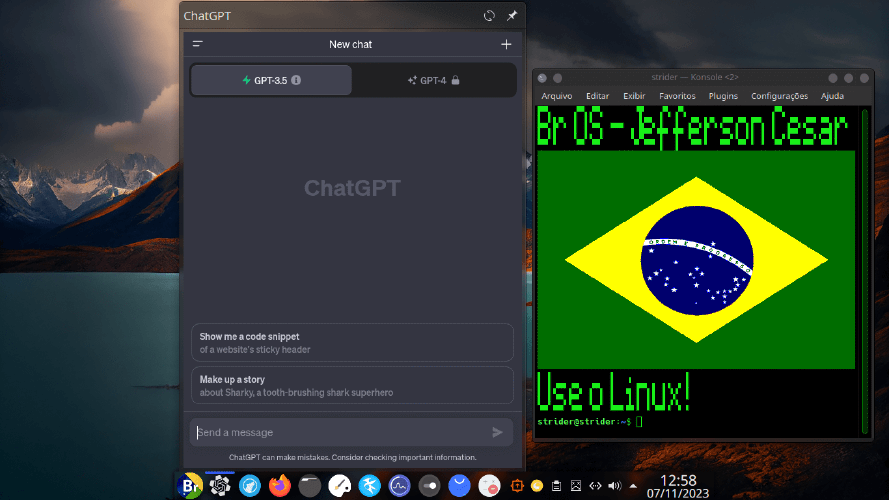 ChatGPT
New chat
GPT-3.5
GPT-4
ChatGPT
Show me a code snippet
of a website's sticky header
Make up a story
about Sharky, a tooth-brushing shark superhero
Send a message
ChatGPT can make mistakes. Consider checking important information.
strider — Konsole <2>
Arquivo Editar Exibir Favoritos Plugins Configurações Ajuda
Br OS - Jefferson Cesar
ORDEM E PROGRESSO
Use o Linux!
strider@strider:~$
Br
12:58
07/11/2023